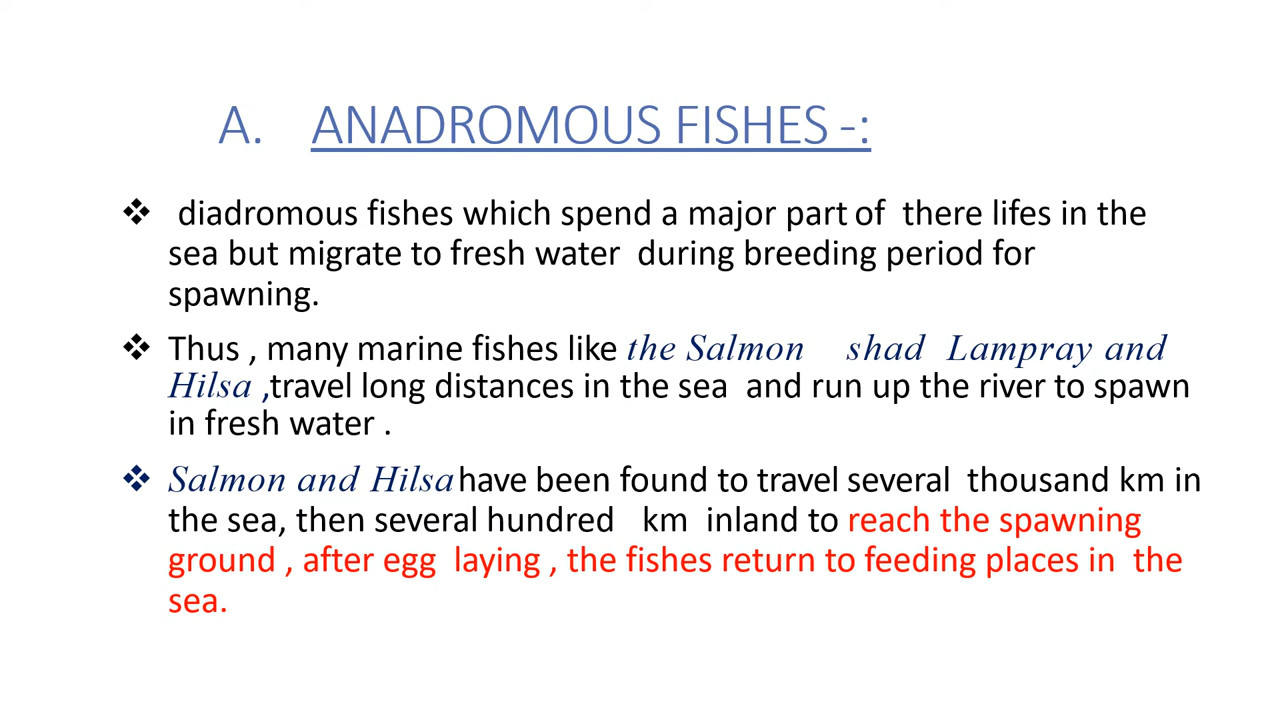 A. ANADROMOUS FISHES -:
❖ diadromous fishes which spend a major part of there lifes in the
sea but migrate to fresh water during breeding period for
spawning.
❖ Thus , many marine fishes like the Salmon shad Lampray and
Hilsa ,travel long distances in the sea and run up the river to spawn
in fresh water .
❖ Salmon and Hilsa have been found to travel several thousand km in
the sea, then several hundred km inland to reach the spawning
ground , after egg laying , the fishes return to feeding places in the
sea.